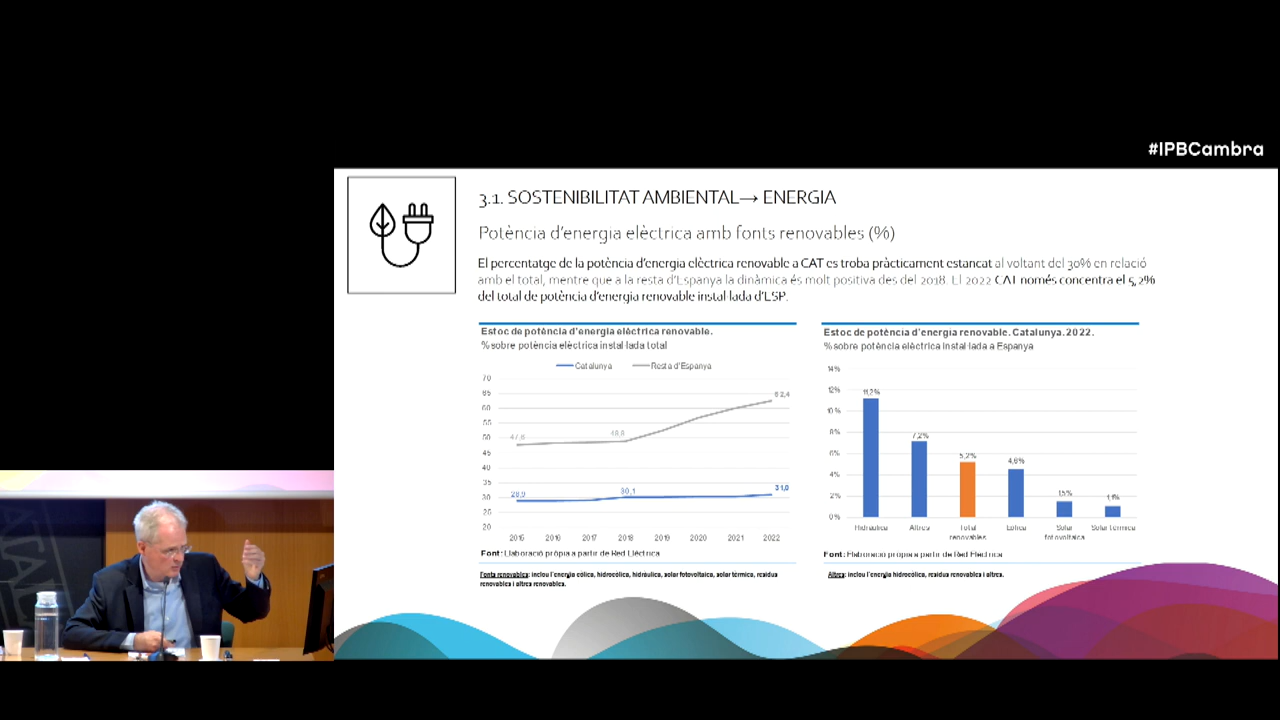 #IPBCambra
3.1. SOSTENIBILITAT AMBIENTAL→ ENERGIA
Potència d'energia elèctrica amb fonts renovables (%)
El percentatge de la potència d'energia elèctrica renovable a CAT es troba pràcticament estancat al voltant del 30% en relació
amb el total, mentre que a la resta d'Espanya la dinàmica és molt positiva des del 2018. El 2022 CAT només concentra el 5,2%
del total de potència d'energia renovable instal·lada d'ESP.
Estoc de potència d'energia elèctrica renovable.
% sobre potència elèctrica instal·lada total
Catalunya
Resta d'Espanya
70
65
60
55
50
45
40
35
30
25
20
47,8
48,9
62,4
28,9
30,1
31,0
2015
2016
2017
2018
2019
2020
2021
2022
Font: Elaboració pròpia a partir de Red Eléctrica
Fonts renovables: inclou l'energia eòlica, hidroeòlica, hidràulica, solar fotovoltaica, solar tèrmica, residus
renovables i altres renovables.
Estoc de potència d'energia renovable. Catalunya. 2022.
% sobre potència elèctrica instal·lada a Espanya
14%
12%
10%
8%
6%
4%
2%
0%
11,2%
7,2%
5,2%
4,6%
1,5%
1,1%
Hidràulica
Altres
Total
renovables
Eòlica
Solar
fotovoltaica
Solar tèrmica
Font: Elaboració pròpia a partir de Red Eléctrica
Altres: inclou l'energia hidroeòlica, residus renovables i altres.